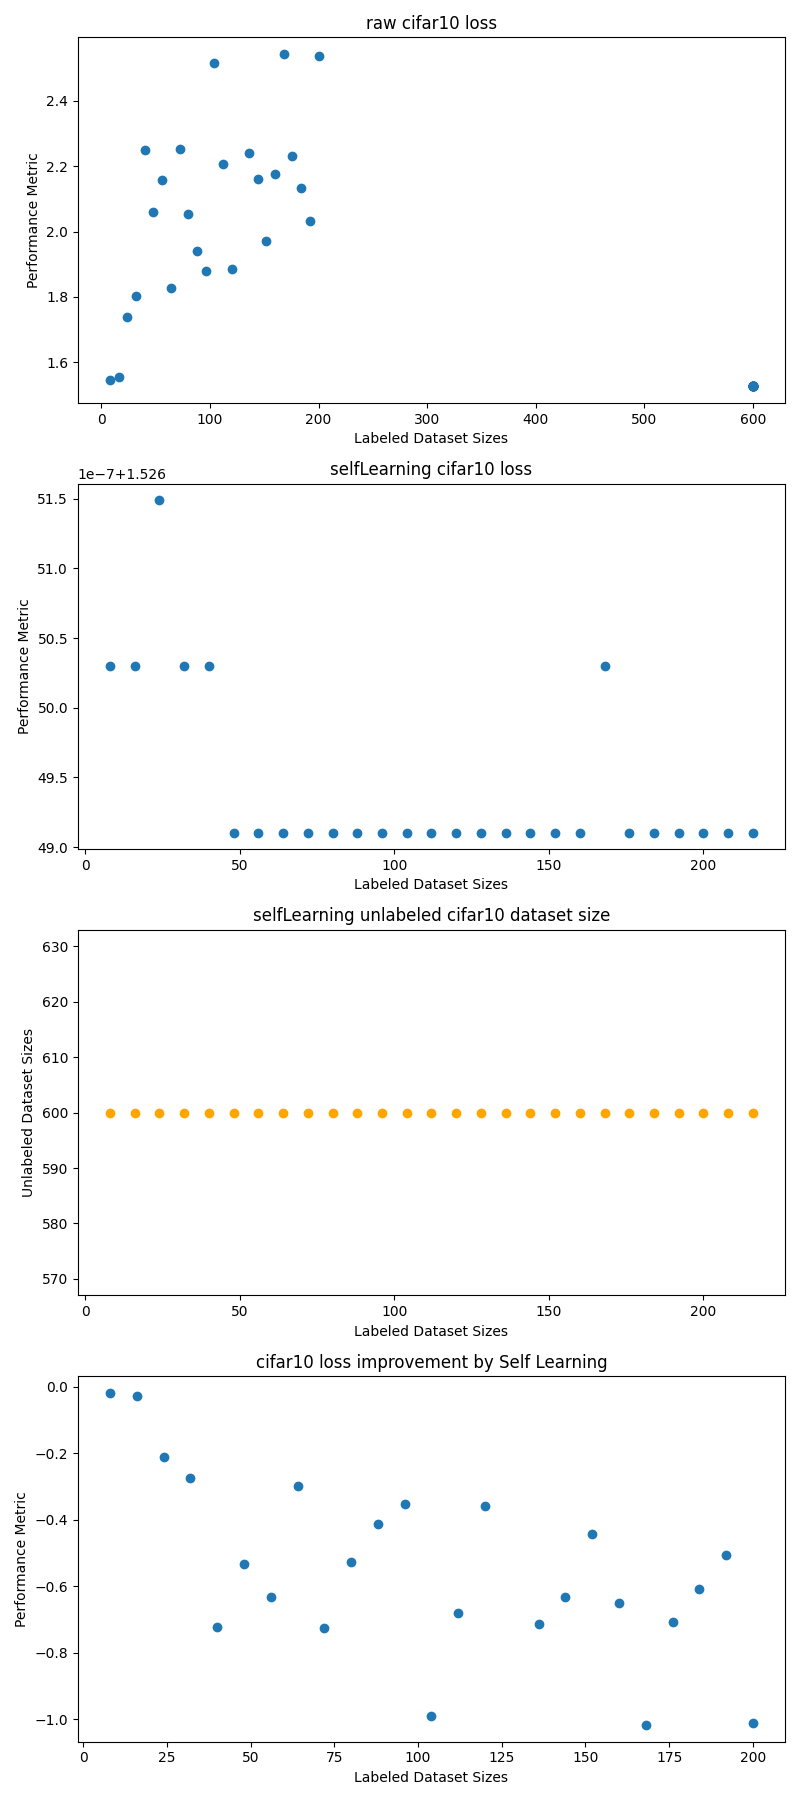 raw cifar10 loss
2.4
2.2
2.0
1.8
1.6
Performance Metric
0 100 200 300 400 500 600
Labeled Dataset Sizes
selfLearning cifar10 loss
1e−7+1.526
51.5
51.0
50.5
50.0
49.5
49.0
Performance Metric
0 50 100 150 200
Labeled Dataset Sizes
selfLearning unlabeled cifar10 dataset size
630
620
610
600
590
580
570
Unlabeled Dataset Sizes
0 50 100 150 200
Labeled Dataset Sizes
cifar10 loss improvement by Self Learning
0.0
−0.2
−0.4
−0.6
−0.8
−1.0
Performance Metric
0 25 50 75 100 125 150 175 200
Labeled Dataset Sizes